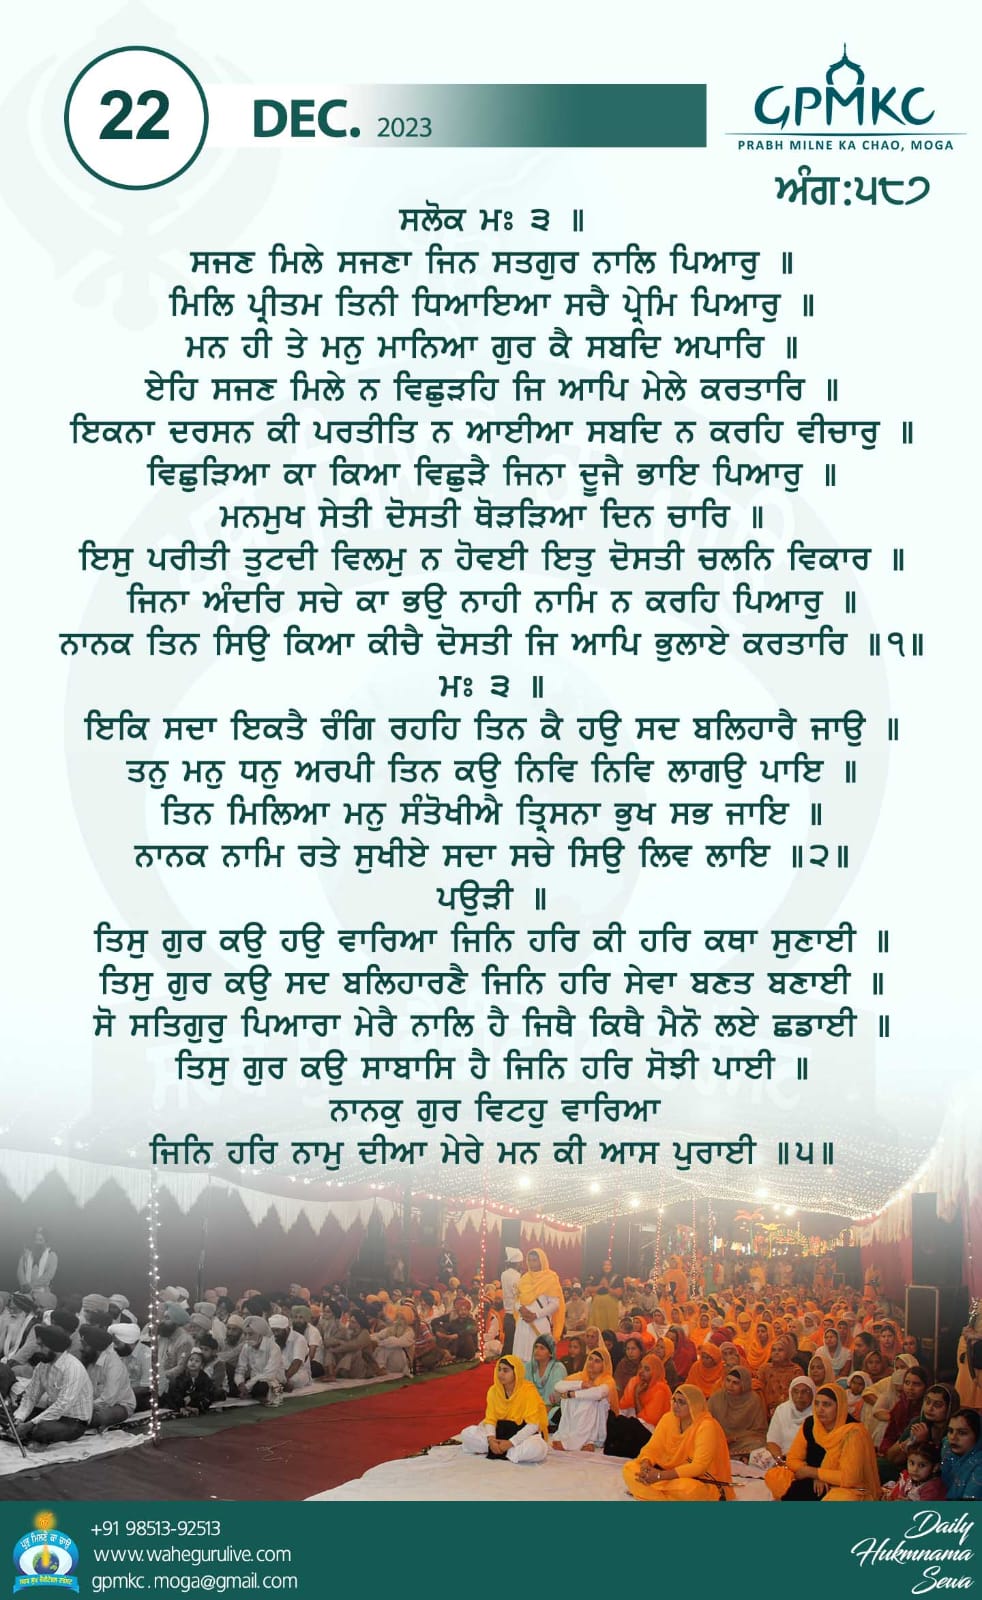 22
DEC. 2023
GPMKC
PRABH MILNE KA CHAO, MOGA
ਅੰਗ:੫੮੭
ਸਲੋਕ ਮਃ ੩ ॥
ਸਜਣ ਮਿਲੇ ਸਜਣਾ ਜਿਨ ਸਤਗੁਰ ਨਾਲਿ ਪਿਆਰੁ ॥
ਮਿਲਿ ਪ੍ਰੀਤਮ ਤਿਨੀ ਧਿਆਇਆ ਸਚੈ ਪ੍ਰੇਮਿ ਪਿਆਰੁ ॥
ਮਨ ਹੀ ਤੇ ਮਨੁ ਮਾਨਿਆ ਗੁਰ ਕੈ ਸਬਦਿ ਅਪਾਰਿ ॥
ਏਹਿ ਸਜਣ ਮਿਲੇ ਨ ਵਿਛੁੜਹਿ ਜਿ ਆਪਿ ਮੇਲੇ ਕਰਤਾਰਿ ॥
ਇਕਨਾ ਦਰਸਨ ਕੀ ਪਰਤੀਤਿ ਨ ਆਈਆ ਸਬਦਿ ਨ ਕਰਹਿ ਵੀਚਾਰੁ ॥
ਵਿਛੁੜਿਆ ਕਾ ਕਿਆ ਵਿਛੁੜੈ ਜਿਨਾ ਦੂਜੈ ਭਾਇ ਪਿਆਰੁ ॥
ਮਨਮੁਖ ਸੇਤੀ ਦੋਸਤੀ ਥੋੜੜਿਆ ਦਿਨ ਚਾਰਿ ॥
ਇਸੁ ਪਰੀਤੀ ਤੁਟਦੀ ਵਿਲਮੁ ਨ ਹੋਵਈ ਇਤੁ ਦੋਸਤੀ ਚਲਨਿ ਵਿਕਾਰ ॥
ਜਿਨਾ ਅੰਦਰਿ ਸਚੇ ਕਾ ਭਉ ਨਾਹੀ ਨਾਮਿ ਨ ਕਰਹਿ ਪਿਆਰੁ ॥
ਨਾਨਕ ਤਿਨ ਸਿਉ ਕਿਆ ਕੀਚੈ ਦੋਸਤੀ ਜਿ ਆਪਿ ਭੁਲਾਏ ਕਰਤਾਰਿ ॥੧॥
ਮਃ ੩ ॥
ਇਕਿ ਸਦਾ ਇਕਤੈ ਰੰਗਿ ਰਹਹਿ ਤਿਨ ਕੈ ਹਉ ਸਦ ਬਲਿਹਾਰੈ ਜਾਉ ॥
ਤਨੁ ਮਨੁ ਧਨੁ ਅਰਪੀ ਤਿਨ ਕਉ ਨਿਵਿ ਨਿਵਿ ਲਾਗਉ ਪਾਇ ॥
ਤਿਨ ਮਿਲਿਆ ਮਨੁ ਸੰਤੋਖੀਐ ਤ੍ਰਿਸਨਾ ਭੁਖ ਸਭ ਜਾਇ ॥
ਨਾਨਕ ਨਾਮਿ ਰਤੇ ਸੁਖੀਏ ਸਦਾ ਸਚੇ ਸਿਉ ਲਿਵ ਲਾਇ ॥੨॥
ਪਉੜੀ ॥
ਤਿਸੁ ਗੁਰ ਕਉ ਹਉ ਵਾਰਿਆ ਜਿਨਿ ਹਰਿ ਕੀ ਹਰਿ ਕਥਾ ਸੁਣਾਈ ॥
ਤਿਸੁ ਗੁਰ ਕਉ ਸਦ ਬਲਿਹਾਰਣੈ ਜਿਨਿ ਹਰਿ ਸੇਵਾ ਬਣਤ ਬਣਾਈ ॥
ਸੋ ਸਤਿਗੁਰੁ ਪਿਆਰਾ ਮੇਰੈ ਨਾਲਿ ਹੈ ਜਿਥੈ ਕਿਥੈ ਮੈਨੋ ਲਏ ਛਡਾਈ ॥
ਤਿਸੁ ਗੁਰ ਕਉ ਸਾਬਾਸਿ ਹੈ ਜਿਨਿ ਹਰਿ ਸੋਝੀ ਪਾਈ ॥
ਨਾਨਕੁ ਗੁਰ ਵਿਟਹੁ ਵਾਰਿਆ
ਜਿਨਿ ਹਰਿ ਨਾਮੁ ਦੀਆ ਮੇਰੇ ਮਨ ਕੀ ਆਸ ਪੁਰਾਈ ॥੫॥
+91 98513-92513
www.wahegurulive.com
gpmkc.moga@gmail.com
Daily
Hukmnama
Sewa